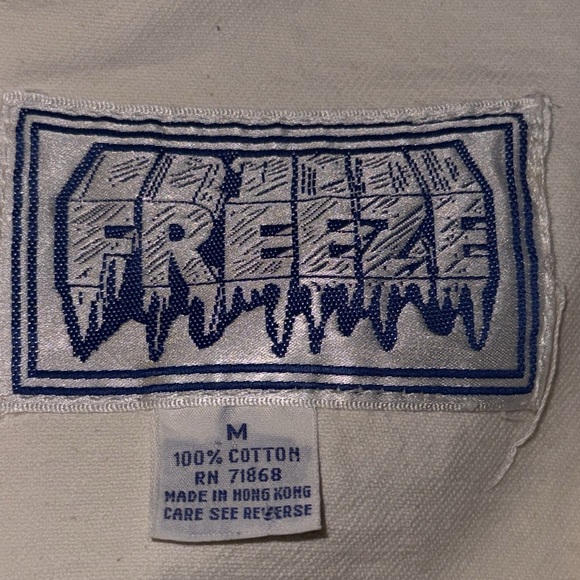 FREEZE
M
100% COTTON
RN 71868
MADE IN HONG KONG
CARE SEE REVERSE